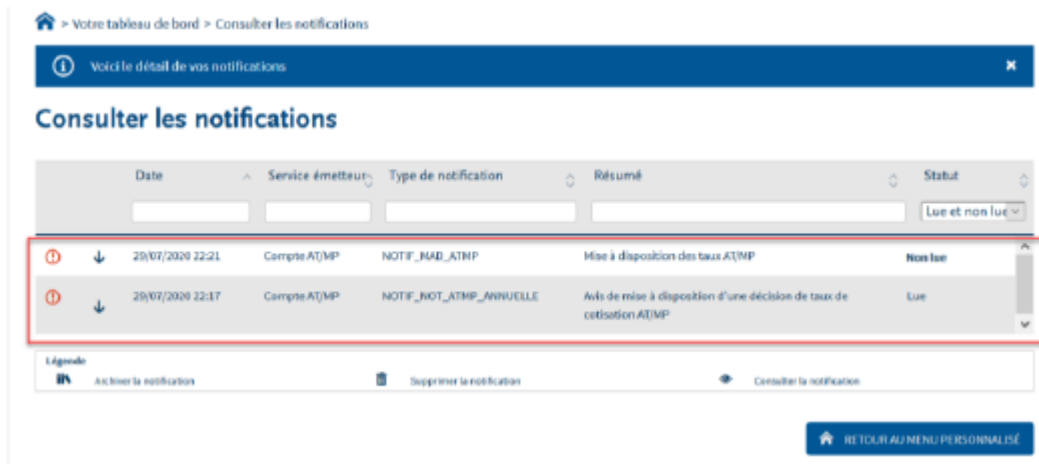 > Votre tableau de bord > Consulter les notifications
Voici le détail de vos notifications
Consulter les notifications
Date Service émetteur Type de notification Résumé Statut
Lue et non lue
29/07/2020 22:21 Compte AT/MP NOTIF_MAD_ATMP Mise à disposition des taux AT/MP Non lue
29/07/2020 22:17 Compte AT/MP NOTIF_NOT_ATMP_ANNUELLE Avis de mise à disposition d'une décision de taux de Lue
cotisation AT/MP
Légende
Archiver la notification Supprimer la notification Consulter la notification
RETOUR AU MENU PERSONNALISÉ